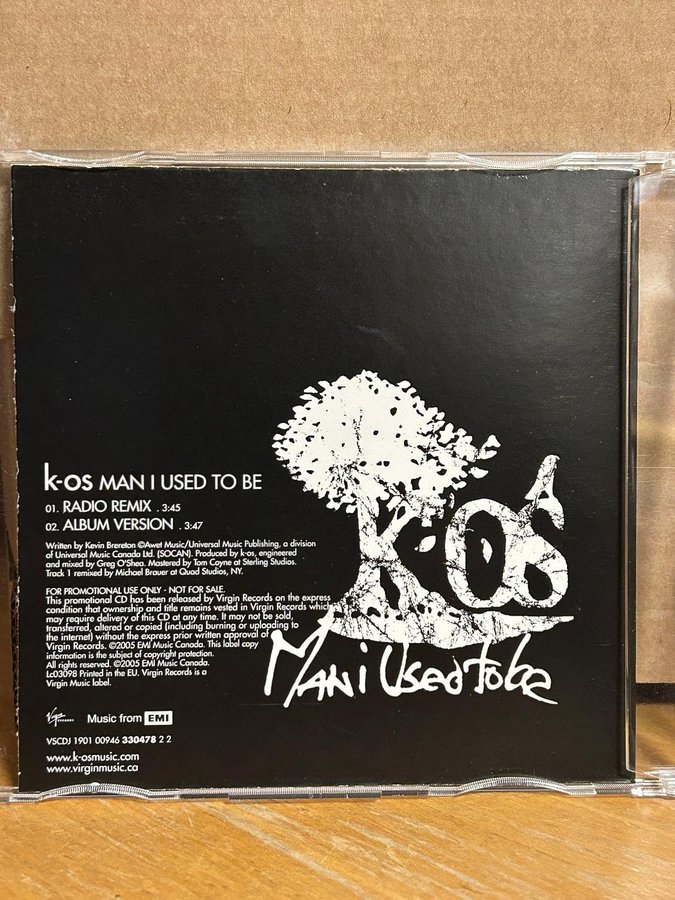 k-os MAN I USED TO BE
01. RADIO REMIX . 3:45
02. ALBUM VERSION . 3:47
Written by Kevin Brereton ©Awet Music/Universal Music Publishing, a division
of Universal Music Canada Ltd. (SOCAN). Produced by k-os, engineered
and mixed by Greg O'Shea. Mastered by Tom Coyne at Sterling Studios.
Track 1 remixed by Michael Brauer at Quad Studios, NY.
FOR PROMOTIONAL USE ONLY - NOT FOR SALE.
This promotional CD has been released by Virgin Records on the express
condition that ownership and title remains vested in Virgin Records which
may require delivery of this CD at any time. It may not be sold,
transferred, altered or copied (including burning or uploading to
the internet) without the express prior written approval of
Virgin Records. ©2005 EMI Music Canada. This label copy
information is the subject of copyright protection.
All rights reserved. ©2005 EMI Music Canada.
Lc03098 Printed in the EU. Virgin Records is a
Virgin Music label.
K-OS
MAN i Used to be
Virgin RECORDS Music from EMI
VSCDJ 1901 00946 330478 2 2
www.k-osmusic.com
www.virginmusic.ca